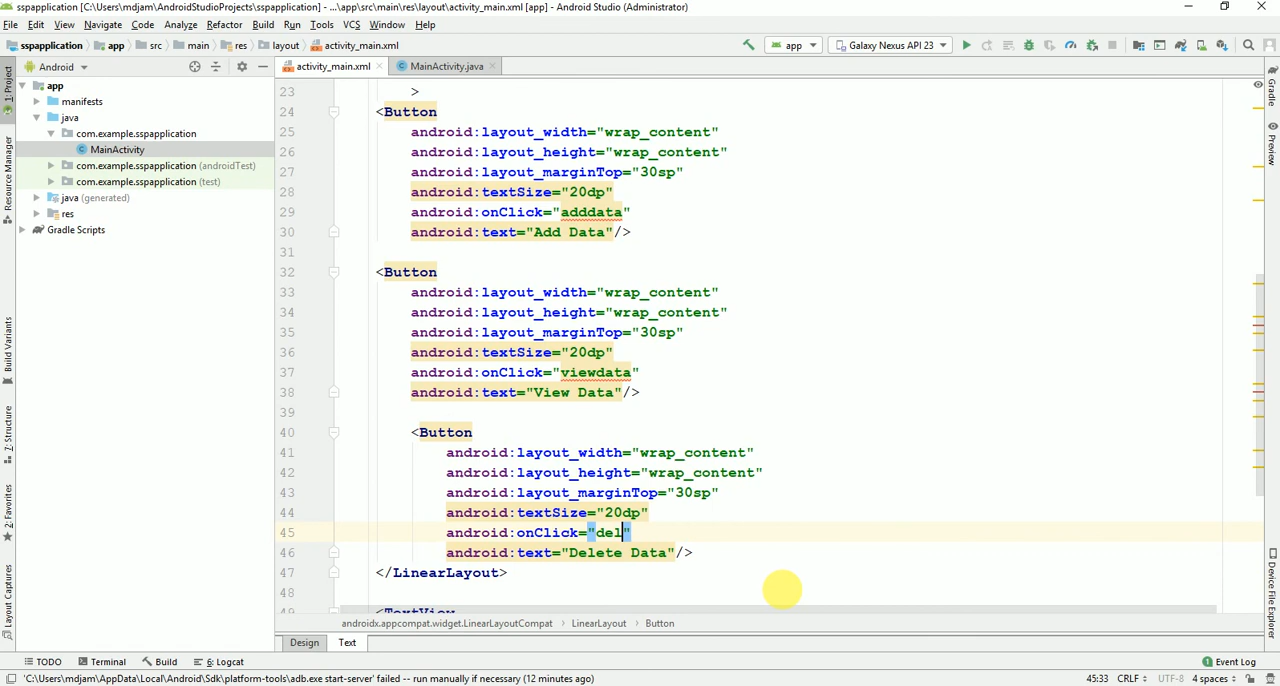 sspapplication [C:\Users\mdjam\AndroidStudioProjects\sspapplication] - ...\app\src\main\res\layout\activity_main.xml [app] - Android Studio (Administrator)
File Edit View Navigate Code Analyze Refactor Build Run Tools VCS Window Help
sspapplication app src main res layout activity_main.xml app Galaxy Nexus API 23
Android activity_main.xml MainActivity.java
1: Project
Resource Manager
Build Variants
7: Structure
2: Favorites
Layout Captures
app
manifests
java
com.example.sspapplication
MainActivity
com.example.sspapplication (androidTest)
com.example.sspapplication (test)
java (generated)
res
Gradle Scripts
23 >
24 <Button
25 android:layout_width="wrap_content"
26 android:layout_height="wrap_content"
27 android:layout_marginTop="30sp"
28 android:textSize="20dp"
29 android:onClick="adddata"
30 android:text="Add Data"/>
31
32 <Button
33 android:layout_width="wrap_content"
34 android:layout_height="wrap_content"
35 android:layout_marginTop="30sp"
36 android:textSize="20dp"
37 android:onClick="viewdata"
38 android:text="View Data"/>
39
40 <Button
41 android:layout_width="wrap_content"
42 android:layout_height="wrap_content"
43 android:layout_marginTop="30sp"
44 android:textSize="20dp"
45 android:onClick="del"
46 android:text="Delete Data"/>
47 </LinearLayout>
48
49 <TextView
androidx.appcompat.widget.LinearLayoutCompat LinearLayout Button
Design Text
Gradle
Preview
Device File Explorer
TODO Terminal Build 6: Logcat Event Log
'C:\Users\mdjam\AppData\Local\Android\Sdk\platform-tools\adb.exe start-server' failed -- run manually if necessary (12 minutes ago) 45:33 CRLF UTF-8 4 spaces